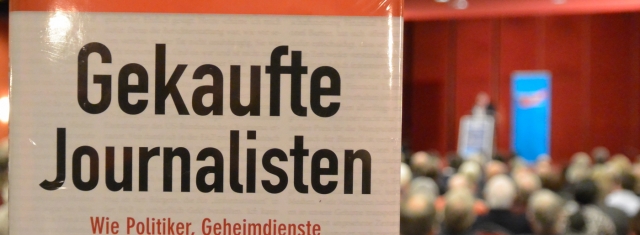 Gekaufte
Journalisten
Wie Politiker, Geheimdienste